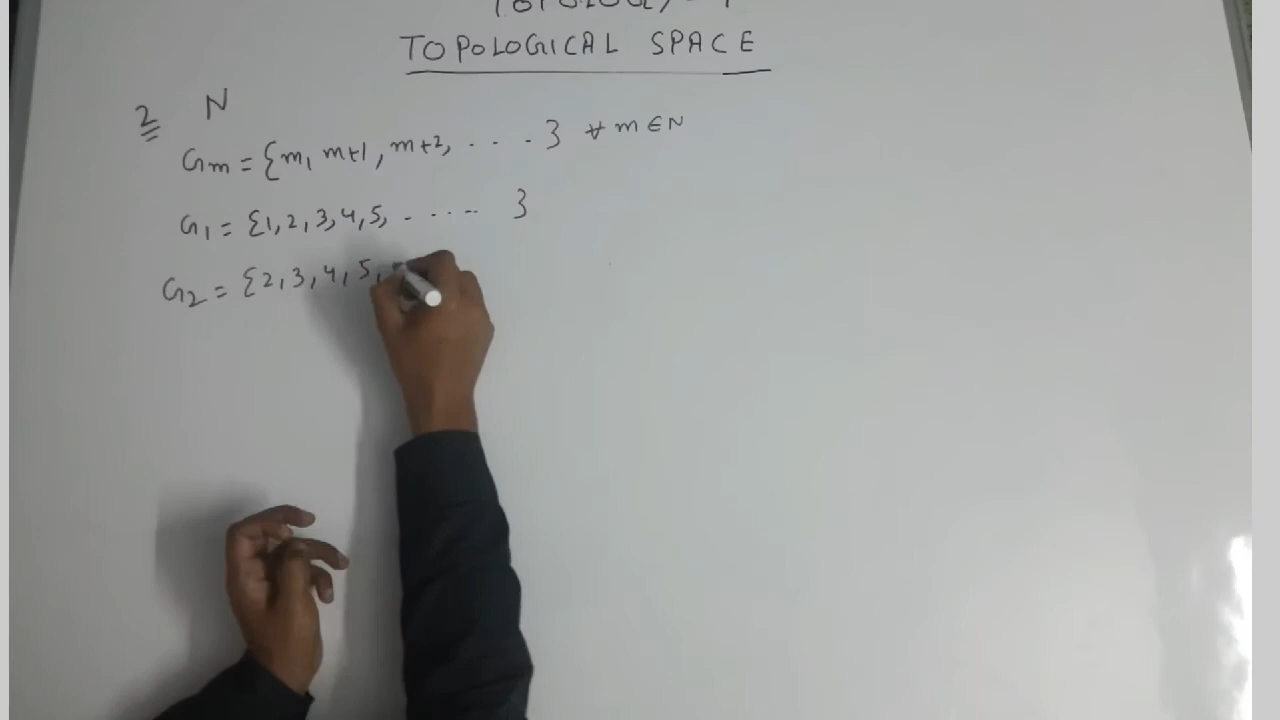 TOPOLOGICAL SPACE
2 N
Gm = {m, m+1, m+2, . . . . } ∀ m ∈ N
G1 = {1, 2, 3, 4, 5, . . . . . }
G2 = {2, 3, 4, 5,